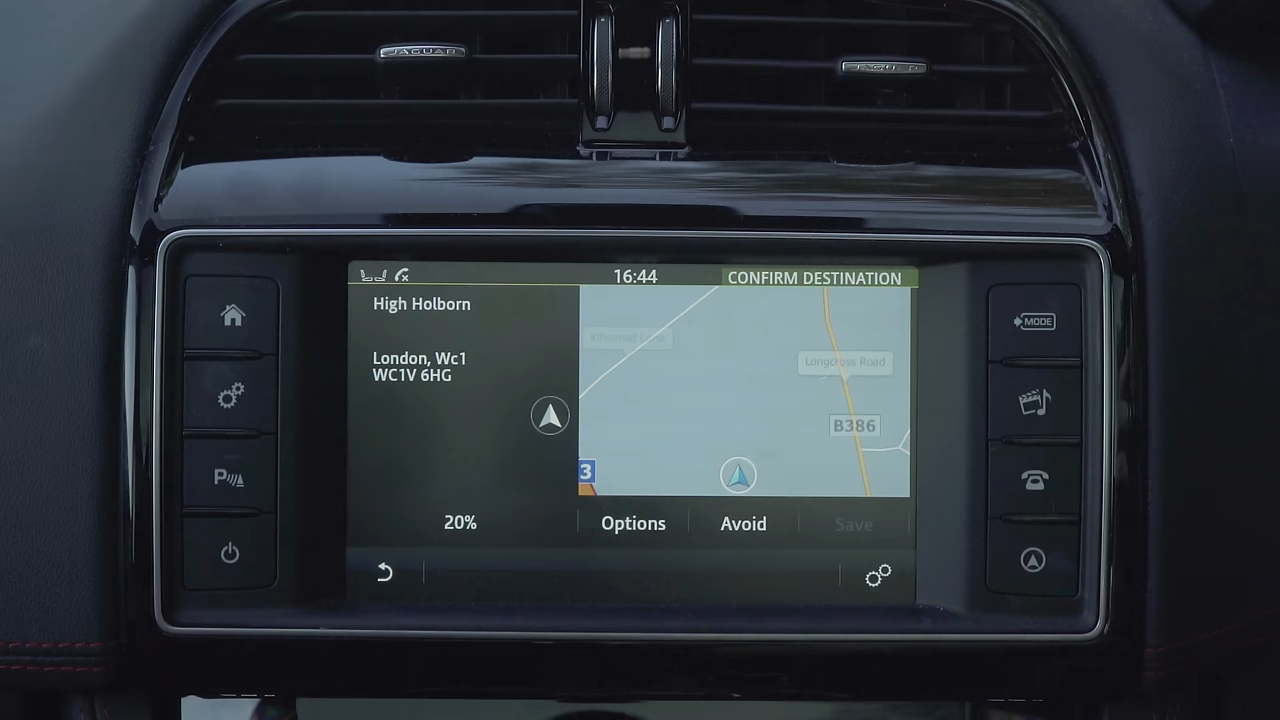 JAGUAR
JAGUAR
16:44
CONFIRM DESTINATION
High Holborn
London, Wc1
WC1V 6HG
Longcross Road
B386
3
20%
Options
Avoid
Save
MODE
P